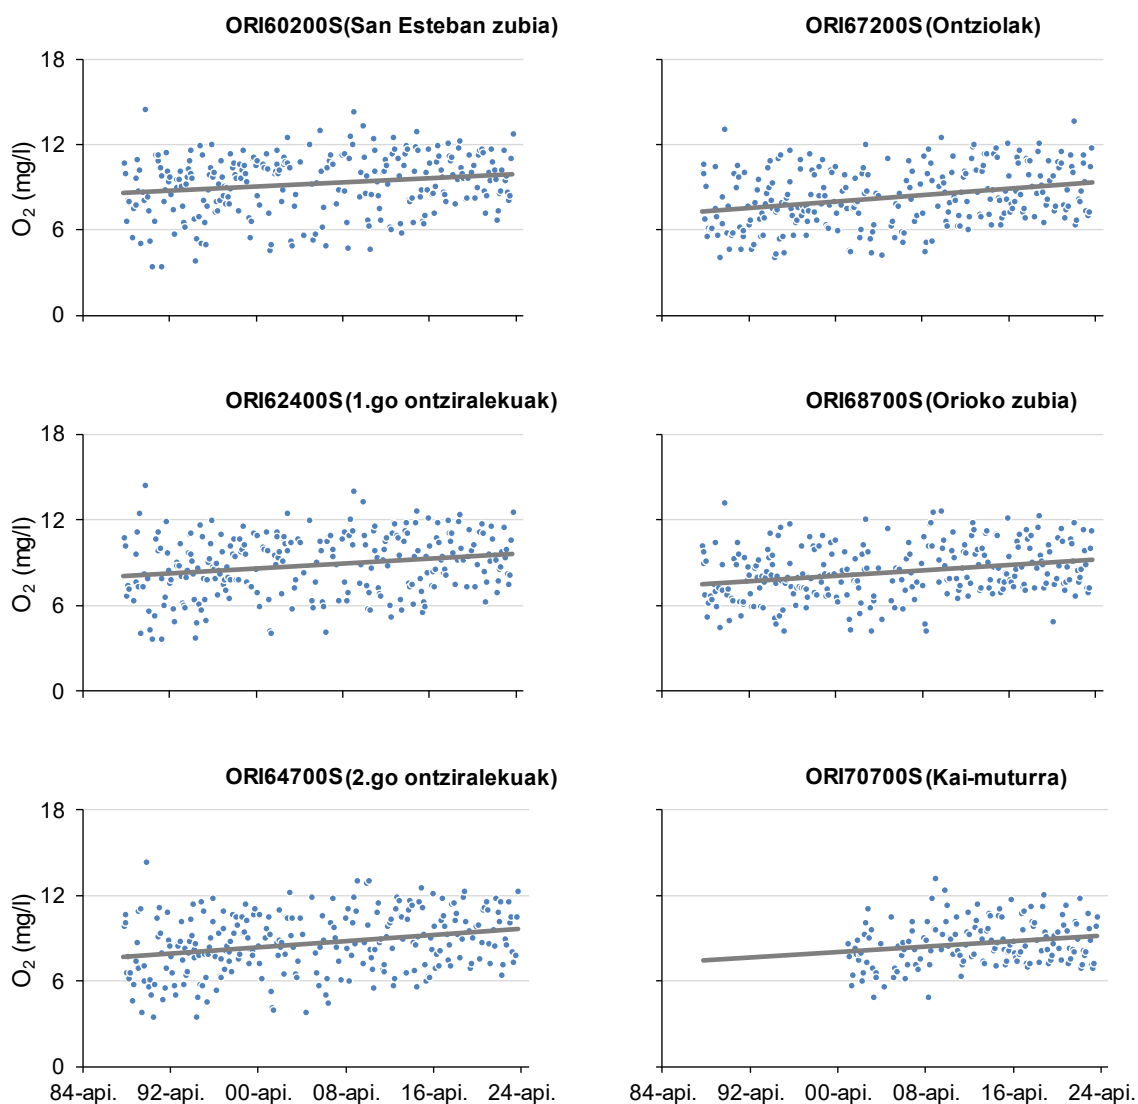 ORI60200S(San Esteban zubia)
18
12
6
0
O₂ (mg/l)
ORI67200S(Ontziolak)
ORI62400S(1.go ontziralekuak)
18
12
6
0
O₂ (mg/l)
ORI68700S(Orioko zubia)
ORI64700S(2.go ontziralekuak)
18
12
6
0
O₂ (mg/l)
84-api. 92-api. 00-api. 08-api. 16-api. 24-api.
ORI70700S(Kai-muturra)
84-api. 92-api. 00-api. 08-api. 16-api. 24-api.